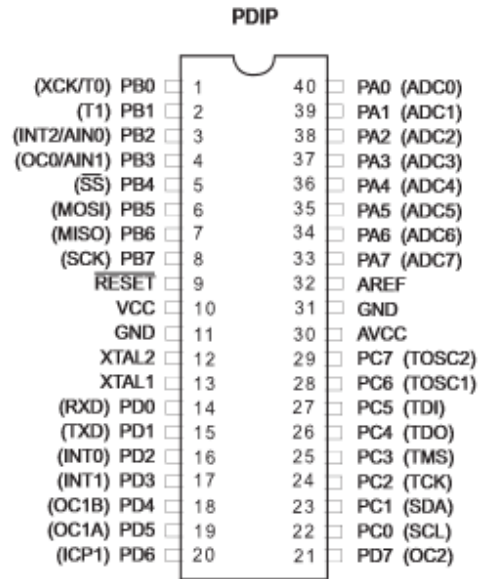 PDIP
(XCK/T0) PB0 1 40 PA0 (ADC0)
(T1) PB1 2 39 PA1 (ADC1)
(INT2/AIN0) PB2 3 38 PA2 (ADC2)
(OC0/AIN1) PB3 4 37 PA3 (ADC3)
(SS) PB4 5 36 PA4 (ADC4)
(MOSI) PB5 6 35 PA5 (ADC5)
(MISO) PB6 7 34 PA6 (ADC6)
(SCK) PB7 8 33 PA7 (ADC7)
RESET 9 32 AREF
VCC 10 31 GND
GND 11 30 AVCC
XTAL2 12 29 PC7 (TOSC2)
XTAL1 13 28 PC6 (TOSC1)
(RXD) PD0 14 27 PC5 (TDI)
(TXD) PD1 15 26 PC4 (TDO)
(INT0) PD2 16 25 PC3 (TMS)
(INT1) PD3 17 24 PC2 (TCK)
(OC1B) PD4 18 23 PC1 (SDA)
(OC1A) PD5 19 22 PC0 (SCL)
(ICP1) PD6 20 21 PD7 (OC2)